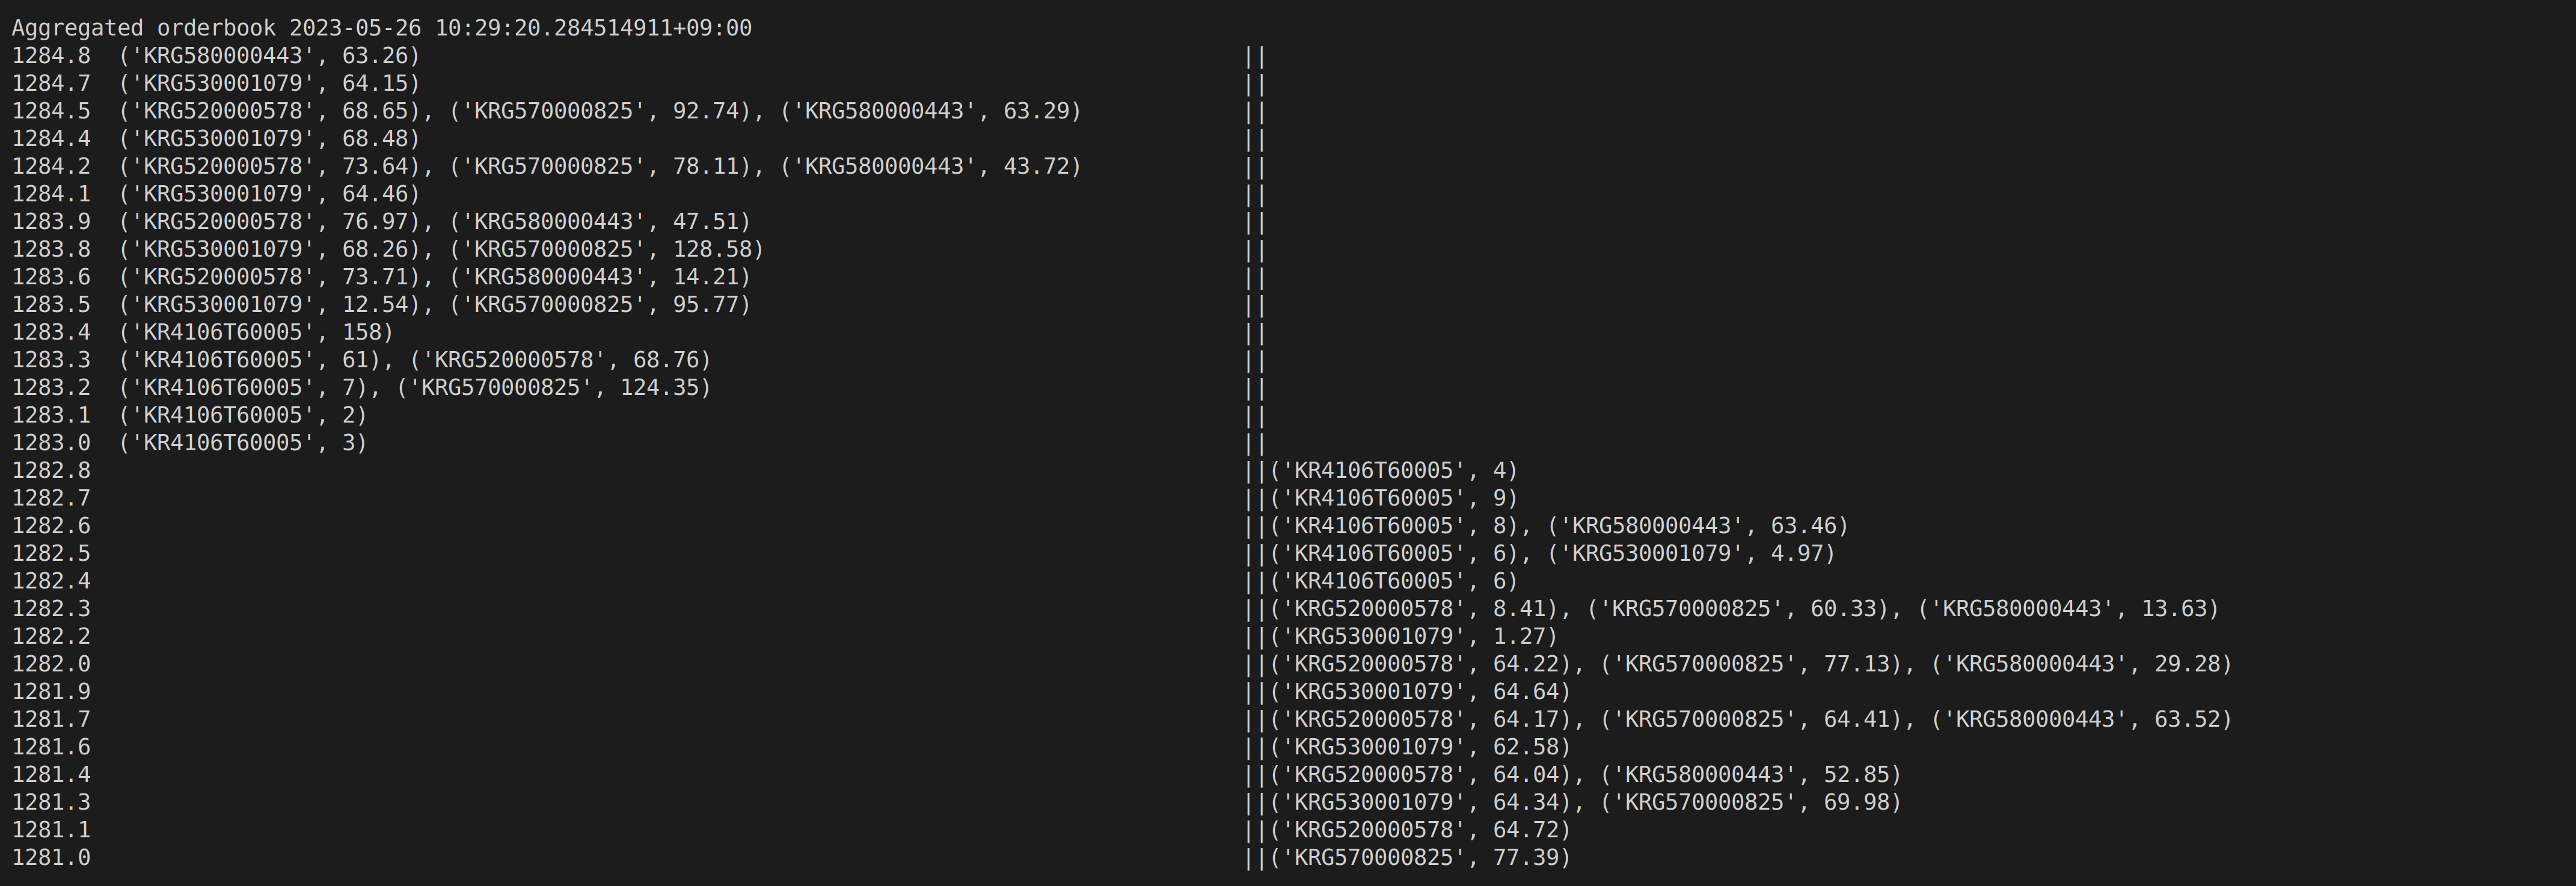 Aggregated orderbook 2023-05-26 10:29:20.284514911+09:00
1284.8  ('KRG580000443', 63.26) ||
1284.7  ('KRG530001079', 64.15) ||
1284.5  ('KRG520000578', 68.65), ('KRG570000825', 92.74), ('KRG580000443', 63.29) ||
1284.4  ('KRG530001079', 68.48) ||
1284.2  ('KRG520000578', 73.64), ('KRG570000825', 78.11), ('KRG580000443', 43.72) ||
1284.1  ('KRG530001079', 64.46) ||
1283.9  ('KRG520000578', 76.97), ('KRG580000443', 47.51) ||
1283.8  ('KRG530001079', 68.26), ('KRG570000825', 128.58) ||
1283.6  ('KRG520000578', 73.71), ('KRG580000443', 14.21) ||
1283.5  ('KRG530001079', 12.54), ('KRG570000825', 95.77) ||
1283.4  ('KR4106T60005', 158) ||
1283.3  ('KR4106T60005', 61), ('KRG520000578', 68.76) ||
1283.2  ('KR4106T60005', 7), ('KRG570000825', 124.35) ||
1283.1  ('KR4106T60005', 2) ||
1283.0  ('KR4106T60005', 3) ||
1282.8  ||('KR4106T60005', 4)
1282.7  ||('KR4106T60005', 9)
1282.6  ||('KR4106T60005', 8), ('KRG580000443', 63.46)
1282.5  ||('KR4106T60005', 6), ('KRG530001079', 4.97)
1282.4  ||('KR4106T60005', 6)
1282.3  ||('KRG520000578', 8.41), ('KRG570000825', 60.33), ('KRG580000443', 13.63)
1282.2  ||('KRG530001079', 1.27)
1282.0  ||('KRG520000578', 64.22), ('KRG570000825', 77.13), ('KRG580000443', 29.28)
1281.9  ||('KRG530001079', 64.64)
1281.7  ||('KRG520000578', 64.17), ('KRG570000825', 64.41), ('KRG580000443', 63.52)
1281.6  ||('KRG530001079', 62.58)
1281.4  ||('KRG520000578', 64.04), ('KRG580000443', 52.85)
1281.3  ||('KRG530001079', 64.34), ('KRG570000825', 69.98)
1281.1  ||('KRG520000578', 64.72)
1281.0  ||('KRG570000825', 77.39)